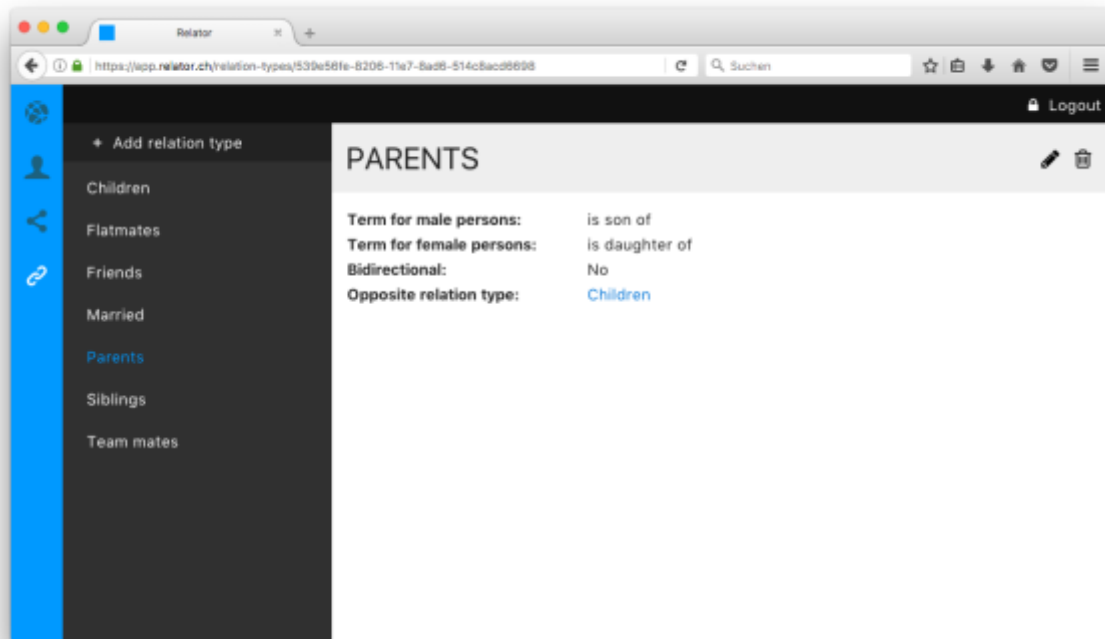 Relator
https://app.relator.ch/relation-types/539e56fe-8206-11e7-8ad6-514c8acd6698
Suchen
Logout
+ Add relation type
Children
Flatmates
Friends
Married
Parents
Siblings
Team mates
PARENTS
Term for male persons: is son of
Term for female persons: is daughter of
Bidirectional: No
Opposite relation type: Children